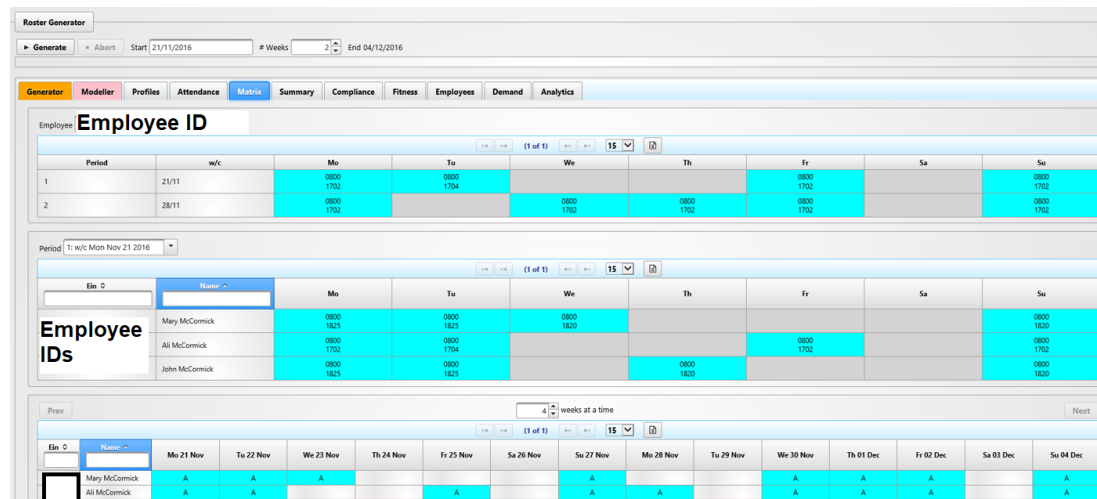 Roster Generator
Generate Abort Start 21/11/2016 # Weeks 2 End 04/12/2016
Generator Modeller Profiles Attendance Matrix Summary Compliance Fitness Employees Demand Analytics
Employee Employee ID
(1 of 1) 15
Period w/c Mo Tu We Th Fr Sa Su
1 21/11 0800 0800 0800 0800
1702 1704 1702 1702
2 28/11 0800 0800 0800 0800 0800
1702 1702 1702 1702 1702
Period 1: w/c Mon Nov 21 2016
(1 of 1) 15
Ein Name Mo Tu We Th Fr Sa Su
Employee IDs
Mary McCormick 0800 0800 0800 0800
1825 1825 1820 1820
Ali McCormick 0800 0800 0800 0800
1702 1704 1702 1702
John McCormick 0800 0800 0800 0800
1825 1825 1820 1820
Prev 4 weeks at a time Next
(1 of 1) 15
Ein Name Mo 21 Nov Tu 22 Nov We 23 Nov Th 24 Nov Fr 25 Nov Sa 26 Nov Su 27 Nov Mo 28 Nov Tu 29 Nov We 30 Nov Th 01 Dec Fr 02 Dec Sa 03 Dec Su 04 Dec
Mary McCormick A A A A A A A A
Ali McCormick A A A A A A A A A